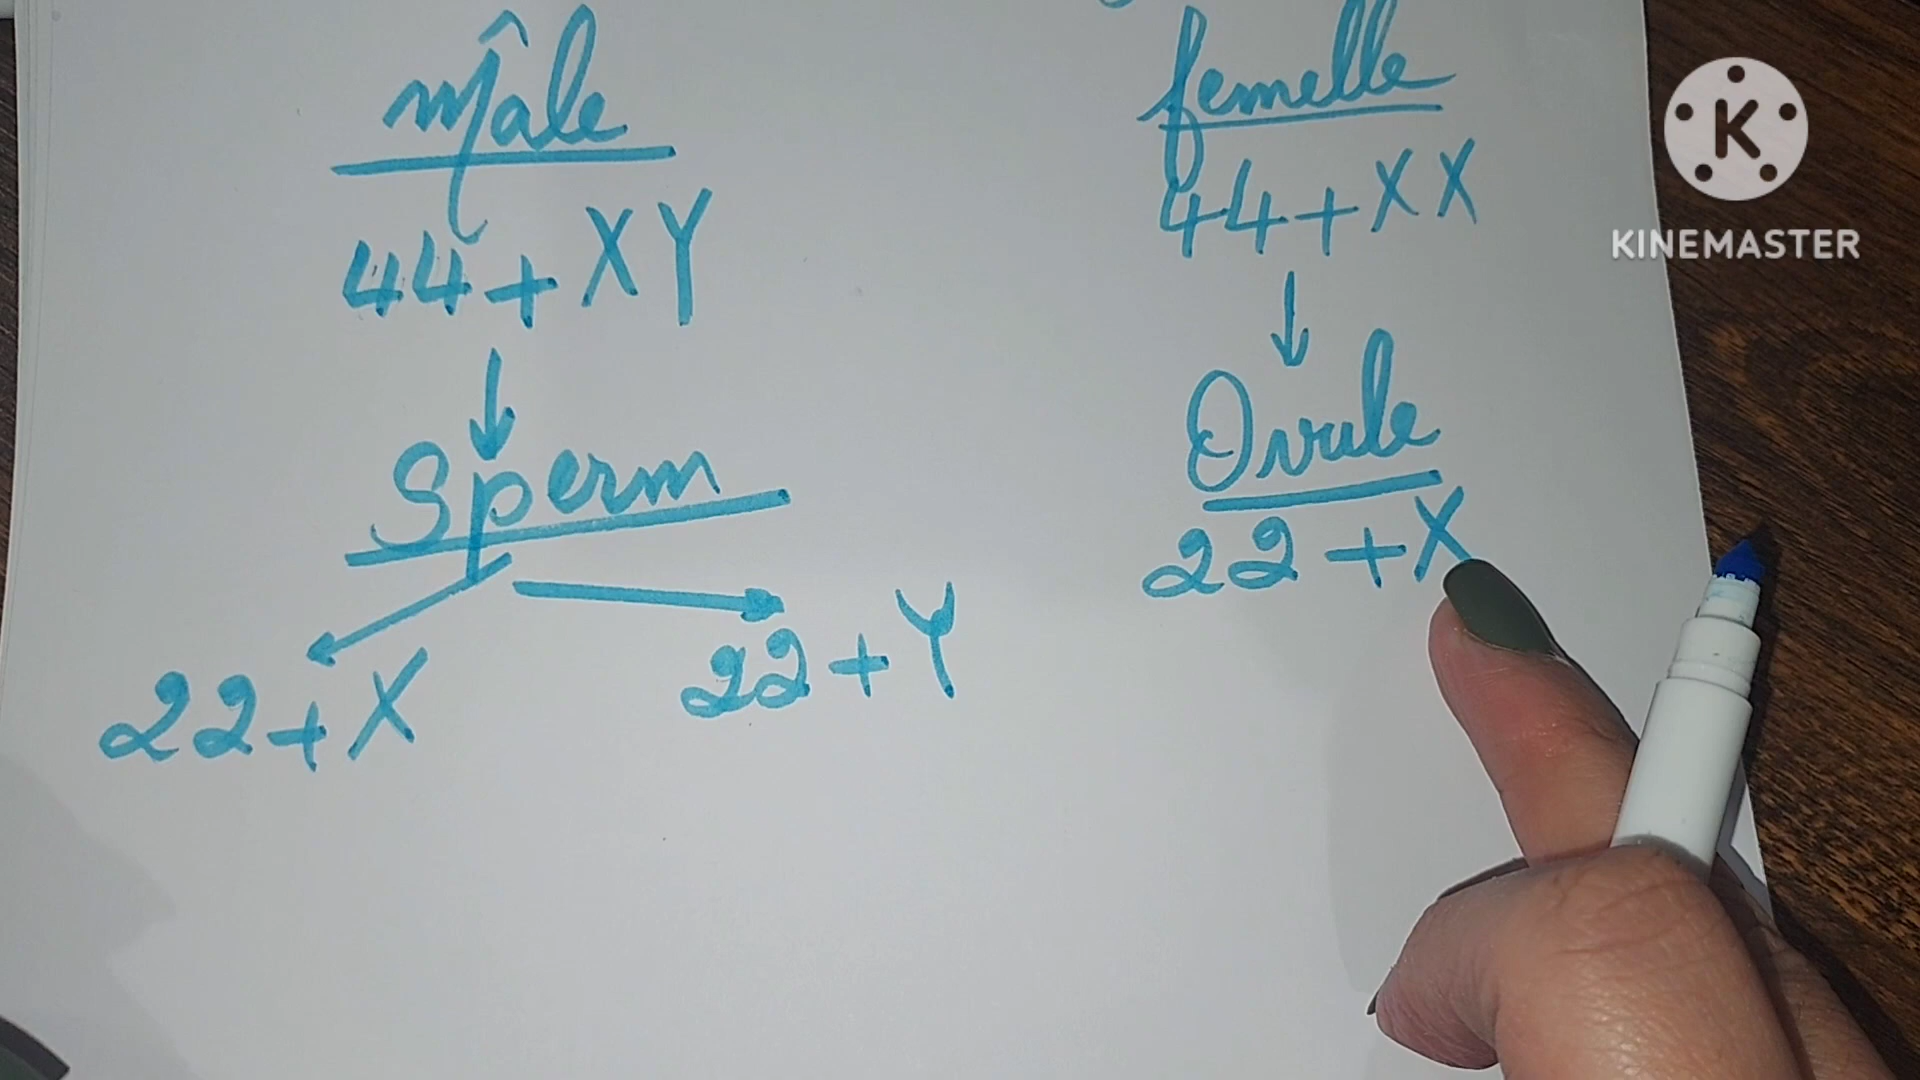 mâle
44+XY
Sperm
22+X
22+Y
femelle
44+XX
Ovule
22+X
K
KINEMASTER